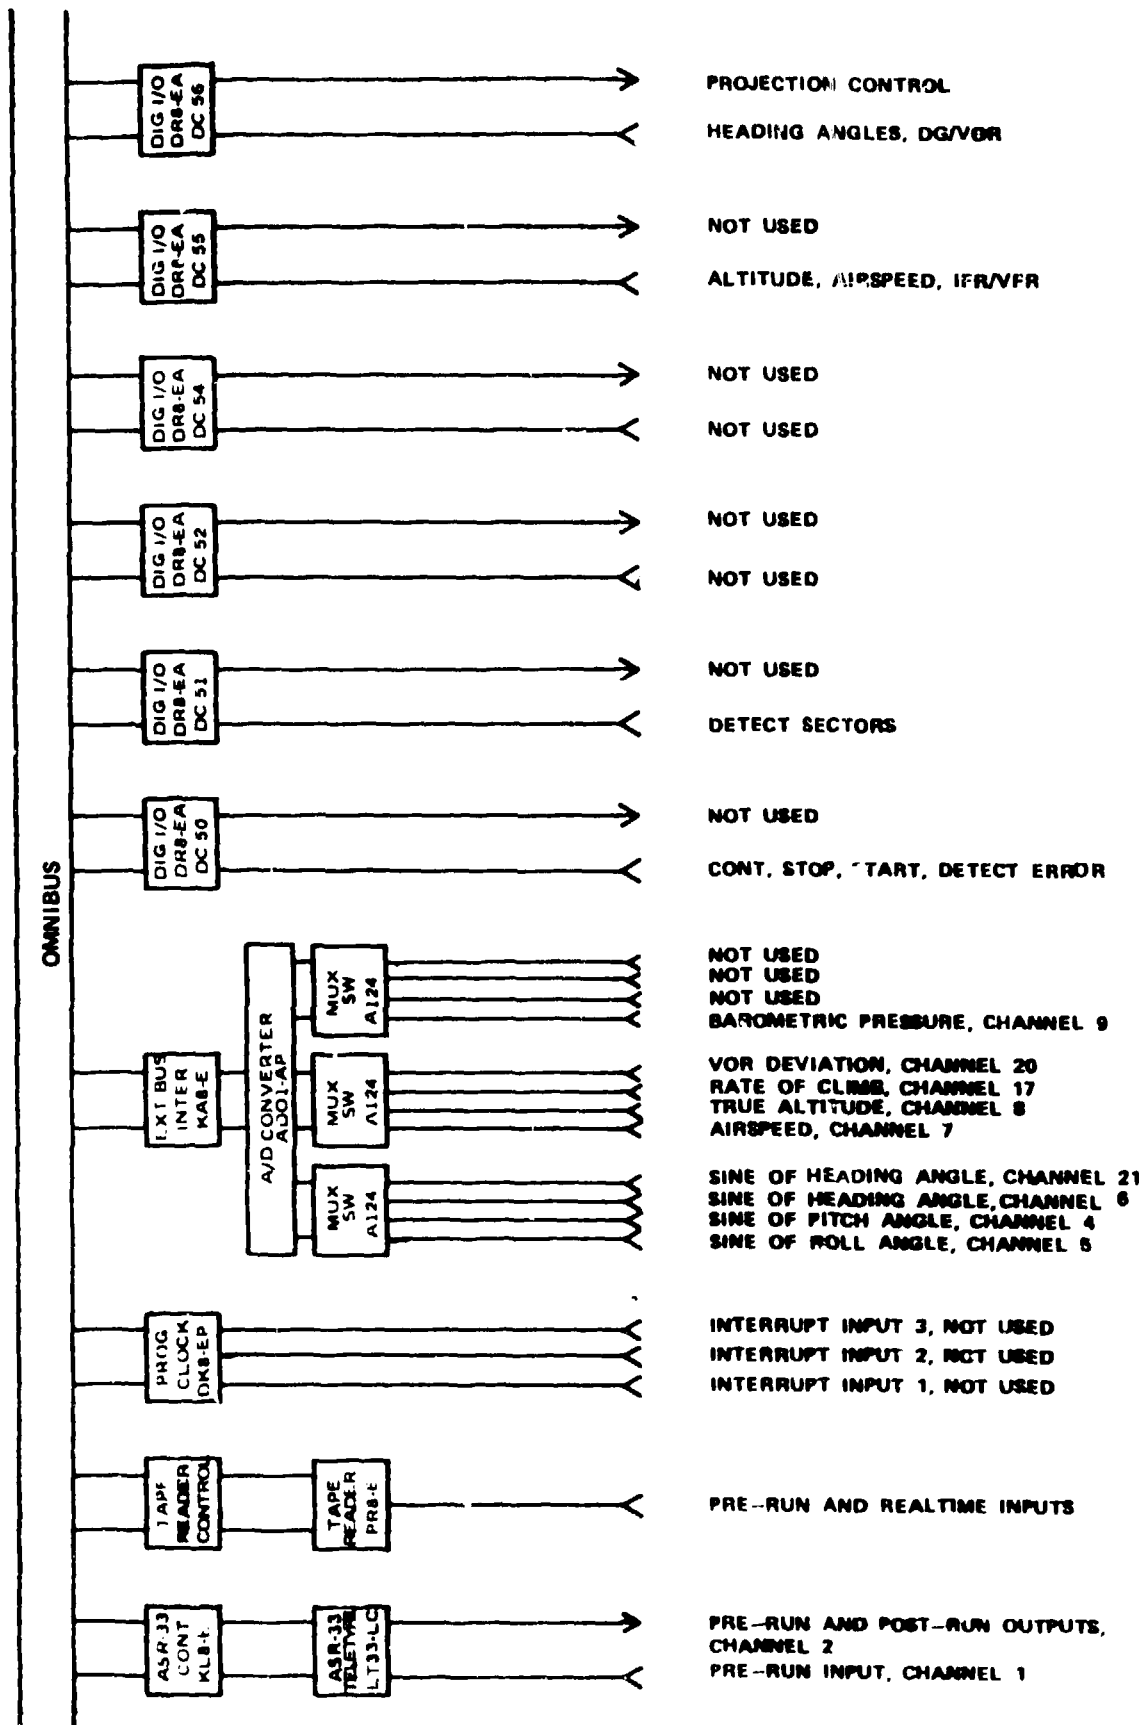 OMNIBUS
DIG I/O
DR8-EA
DC 56
PROJECTION CONTROL
HEADING ANGLES, DG/VOR
DIG I/O
DR8-EA
DC 55
NOT USED
ALTITUDE, AIRSPEED, IFR/VFR
DIG I/O
DR8-EA
DC 54
NOT USED
NOT USED
DIG I/O
DR8-EA
DC 52
NOT USED
NOT USED
DIG I/O
DR8-EA
DC 51
NOT USED
DETECT SECTORS
DIG I/O
DR8-EA
DC 50
NOT USED
CONT, STOP, START, DETECT ERROR
EXT BUS
INTER
KA8-E
A/D CONVERTER
AD01-AP
MUX
SW
A124
NOT USED
NOT USED
NOT USED
BAROMETRIC PRESSURE, CHANNEL 9
MUX
SW
A124
VOR DEVIATION, CHANNEL 20
RATE OF CLIMB, CHANNEL 17
TRUE ALTITUDE, CHANNEL 8
AIRSPEED, CHANNEL 7
MUX
SW
A124
SINE OF HEADING ANGLE, CHANNEL 21
SINE OF HEADING ANGLE, CHANNEL 6
SINE OF PITCH ANGLE, CHANNEL 4
SINE OF ROLL ANGLE, CHANNEL 5
PROG
CLOCK
DK8-EP
INTERRUPT INPUT 3, NOT USED
INTERRUPT INPUT 2, NOT USED
INTERRUPT INPUT 1, NOT USED
TAPE
READER
CONTROL
TAPE
READER
PR8-E
PRE-RUN AND REALTIME INPUTS
ASR-33
CONT
KL8-E
ASR-33
TELETYPE
LT33-LC
PRE-RUN AND POST-RUN OUTPUTS,
CHANNEL 2
PRE-RUN INPUT, CHANNEL 1